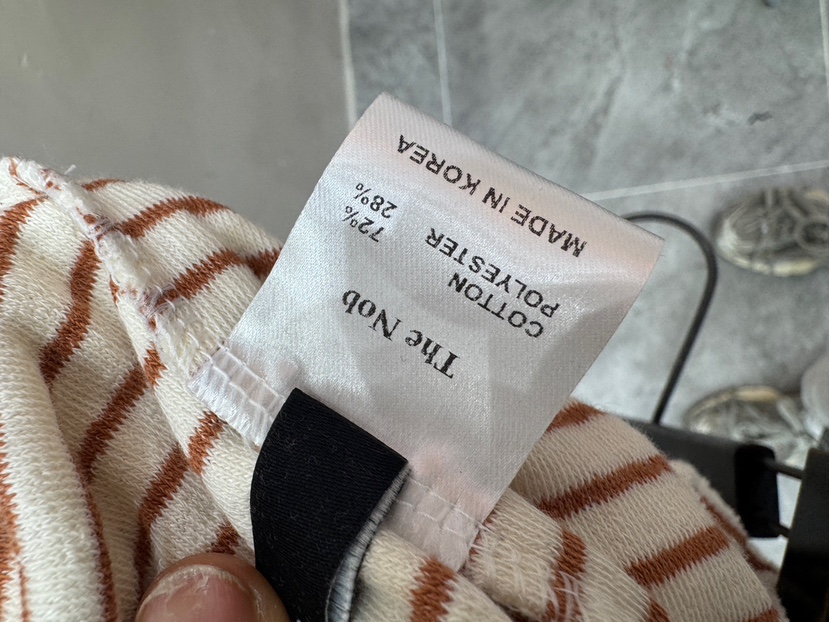 The Nob
COTTON 72%
POLYESTER 28%
MADE IN KOREA